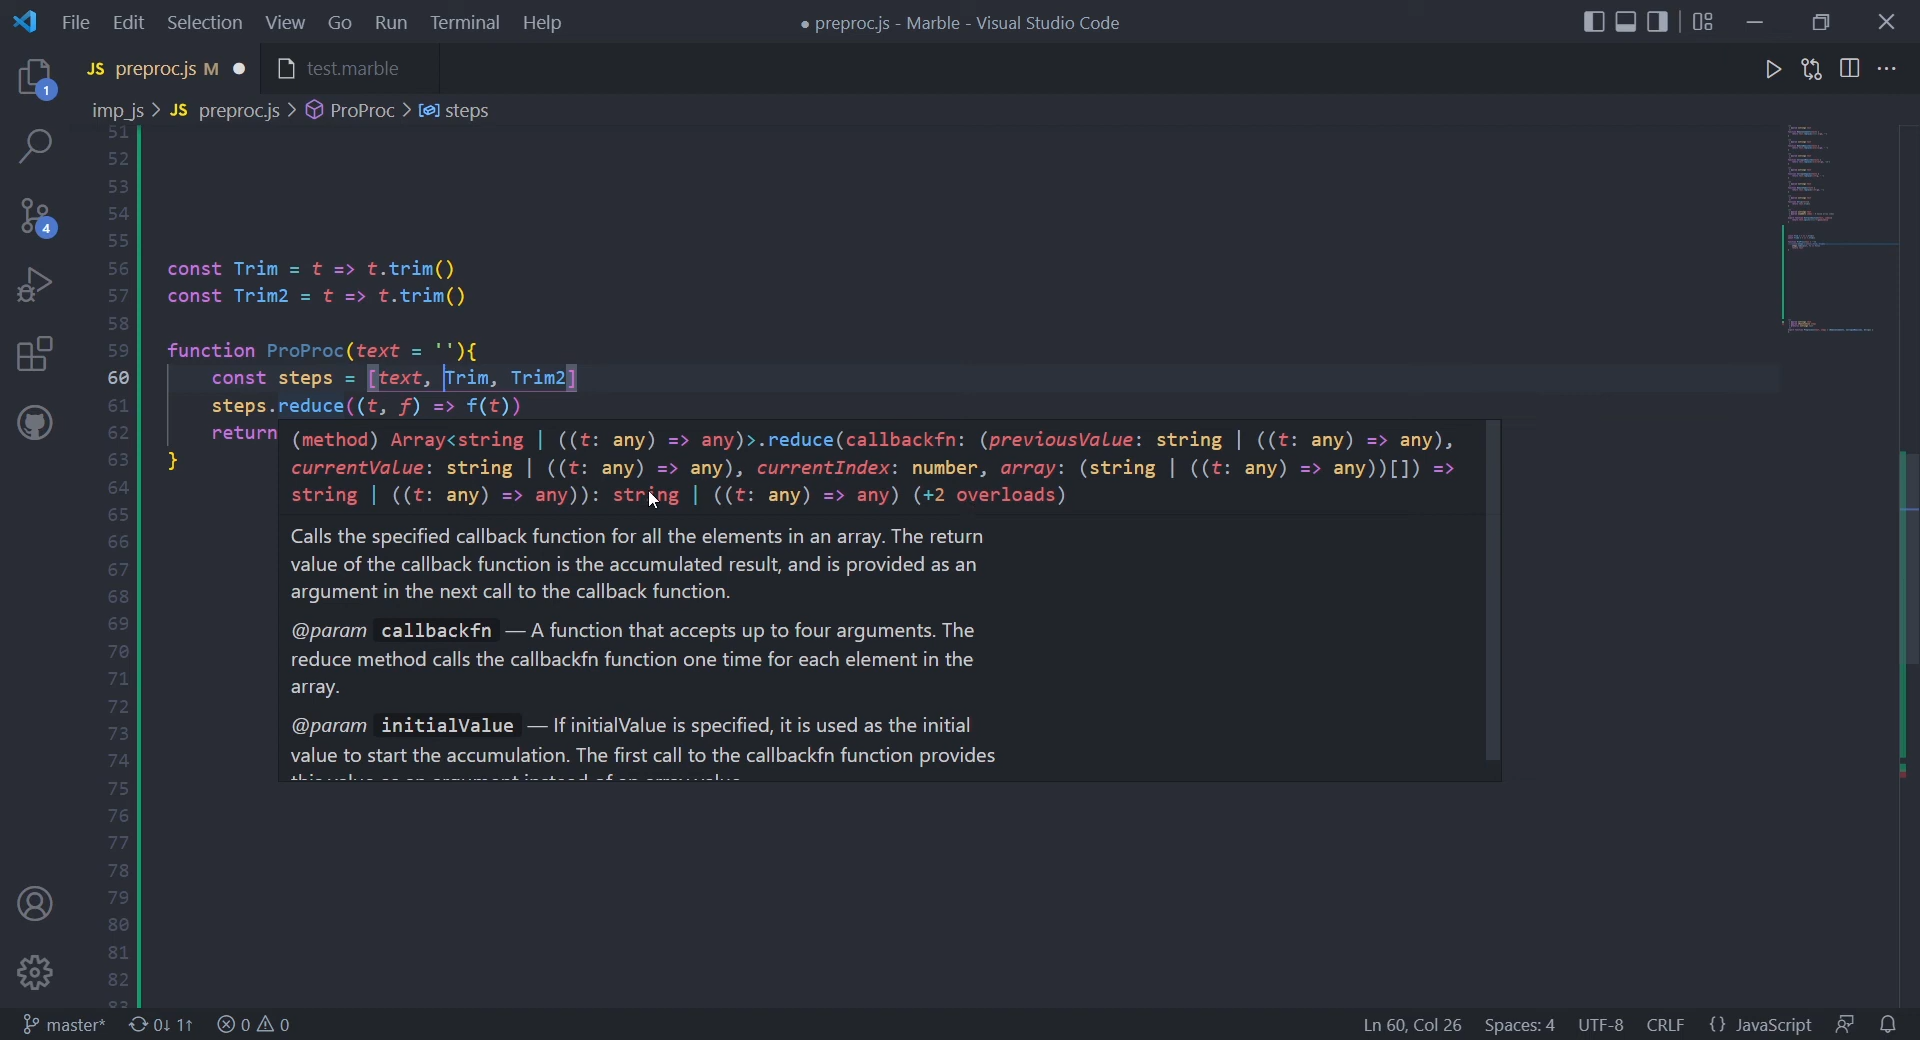 File Edit Selection View Go Run Terminal Help
● preproc.js - Marble - Visual Studio Code
JS preproc.js M ●
test.marble
imp_js > JS preproc.js > ProProc > steps
51
52
53
54
55
56 const Trim = t => t.trim()
57 const Trim2 = t => t.trim()
58
59 function ProProc(text = ''){
60 const steps = [text, Trim, Trim2]
61 steps.reduce((t, f) => f(t))
62 return
63 }
(method) Array<string | ((t: any) => any)>.reduce(callbackfn: (previousValue: string | ((t: any) => any),
currentValue: string | ((t: any) => any), currentIndex: number, array: (string | ((t: any) => any))[]) =>
string | ((t: any) => any)): string | ((t: any) => any) (+2 overloads)
Calls the specified callback function for all the elements in an array. The return
value of the callback function is the accumulated result, and is provided as an
argument in the next call to the callback function.
@param callbackfn — A function that accepts up to four arguments. The
reduce method calls the callbackfn function one time for each element in the
array.
@param initialValue — If initialValue is specified, it is used as the initial
value to start the accumulation. The first call to the callbackfn function provides
64
65
66
67
68
69
70
71
72
73
74
75
76
77
78
79
80
81
82
1
4
master* 0↓ 1↑ 0 0
Ln 60, Col 26 Spaces: 4 UTF-8 CRLF {} JavaScript